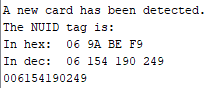 A new card has been detected.
The NUID tag is:
In hex:  06 9A BE F9
In dec:  06 154 190 249
006154190249